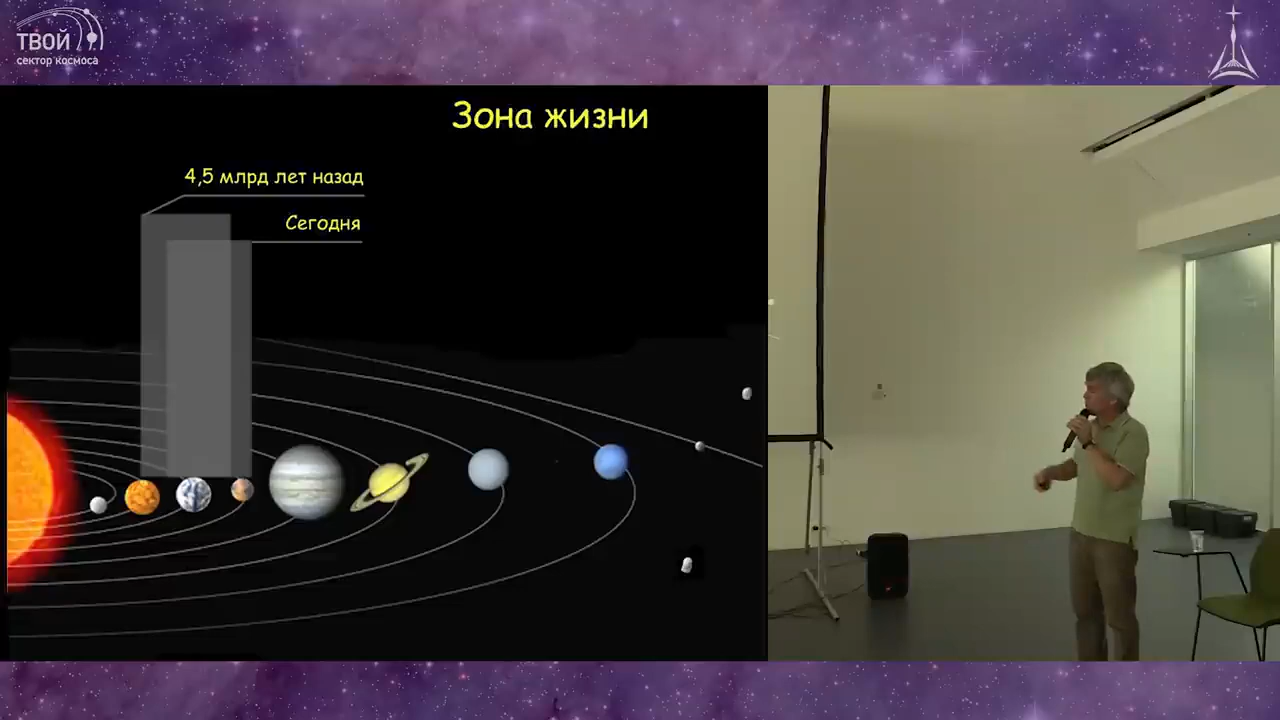 ТВОЙ
сектор космоса
Зона жизни
4,5 млрд лет назад
Сегодня